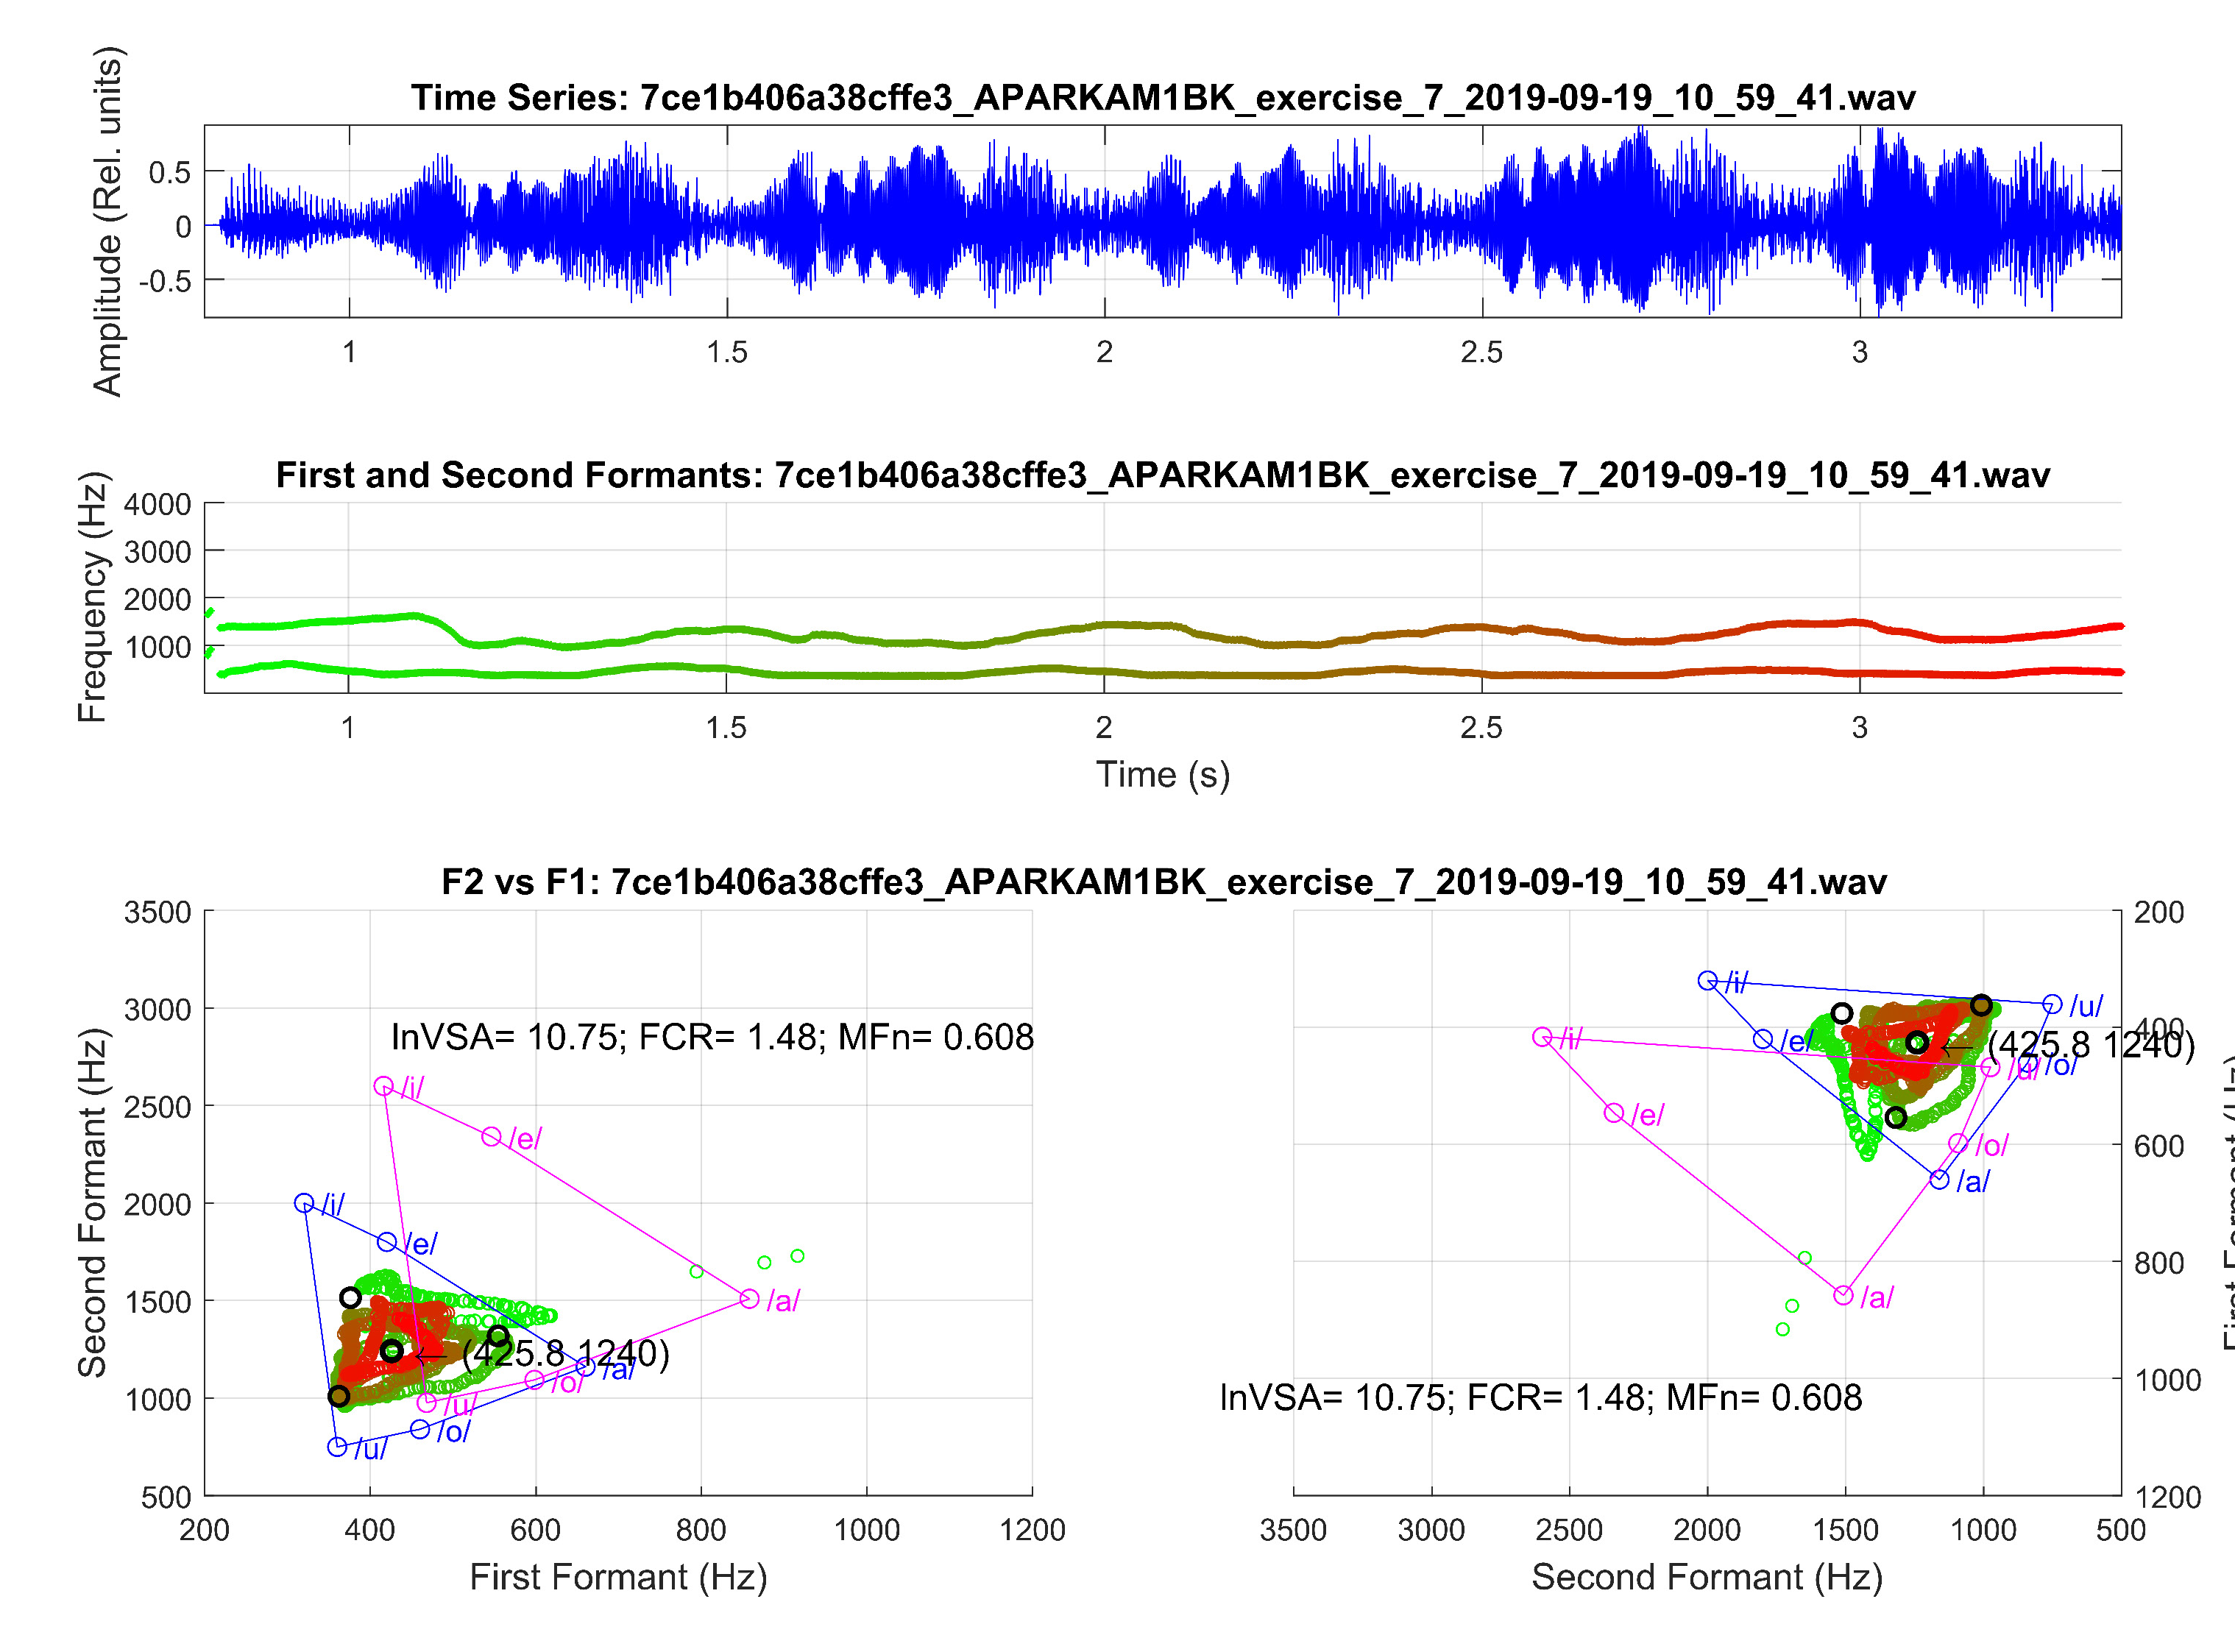 Time Series: 7ce1b406a38cffe3_APARKAM1BK_exercise_7_2019-09-19_10_59_41.wav
Amplitude (Rel. units)
0.5
0
-0.5
1 1.5 2 2.5 3
First and Second Formants: 7ce1b406a38cffe3_APARKAM1BK_exercise_7_2019-09-19_10_59_41.wav
Frequency (Hz)
4000
3000
2000
1000
1 1.5 2 2.5 3
Time (s)
F2 vs F1: 7ce1b406a38cffe3_APARKAM1BK_exercise_7_2019-09-19_10_59_41.wav
Second Formant (Hz)
3500
3000
2500
2000
1500
1000
500
lnVSA= 10.75; FCR= 1.48; MFn= 0.608
/i/
/e/
/i/
/e/
/a/
← (425.8 1240)
/a/
/o/
/u/
/o/
/u/
200 400 600 800 1000 1200
First Formant (Hz)
/i/
/u/
/e/
← (425.8 1240)
/i/
/u/
/o/
/e/
/o/
/a/
/a/
lnVSA= 10.75; FCR= 1.48; MFn= 0.608
200
400
600
800
1000
1200
First Formant (Hz)
3500 3000 2500 2000 1500 1000 500
Second Formant (Hz)